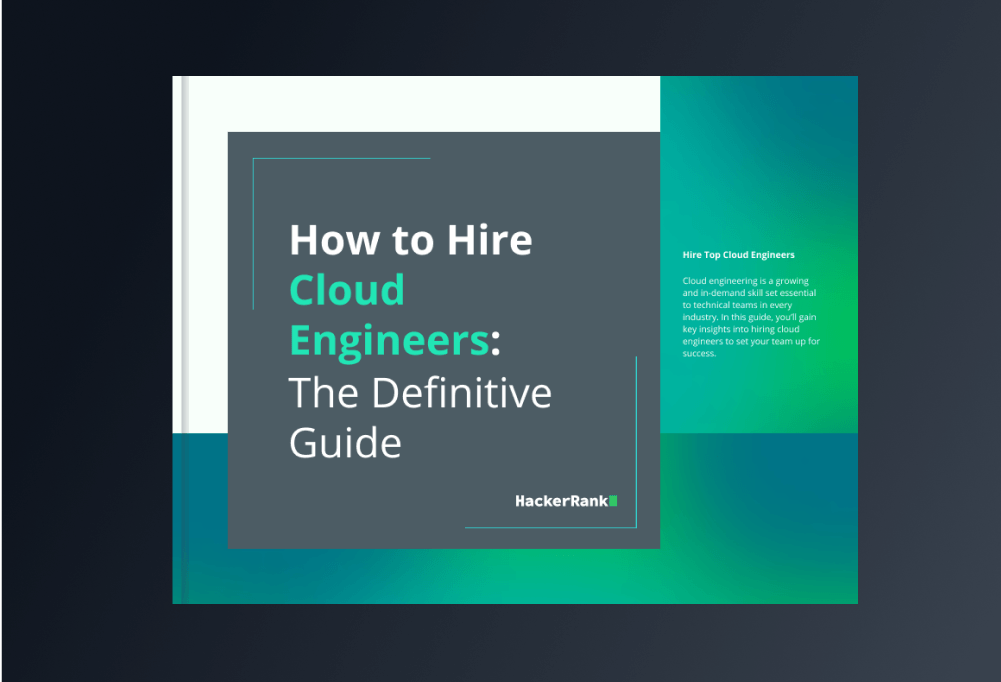 How to Hire
Cloud
Engineers:
The Definitive
Guide
HackerRank
Hire Top Cloud Engineers
Cloud engineering is a growing
and in-demand skill set essential
to technical teams in every
industry. In this guide, you'll gain
key insights into hiring cloud
engineers to set your team up for
success.